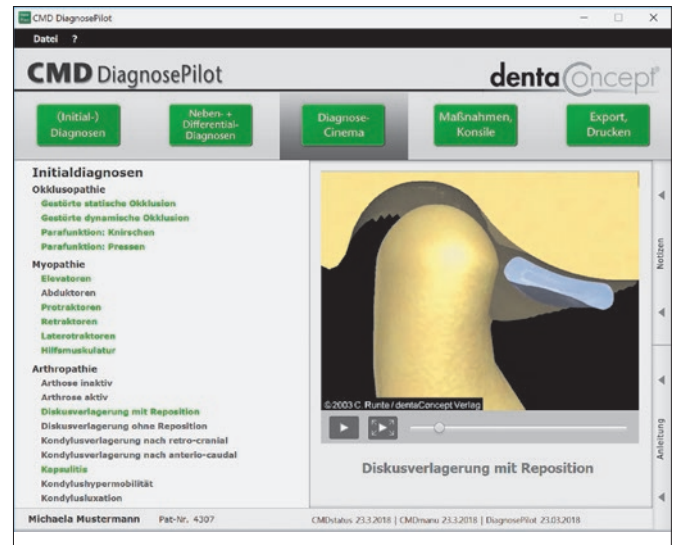 CMD DiagnosePilot
Datei ?
CMD DiagnosePilot
dentaConcept
(Initial-)
Diagnosen
Neben- +
Differential-
Diagnosen
Diagnose-
Cinema
Maßnahmen,
Konsile
Export,
Drucken
Initialdiagnosen
Okklusopathie
Gestörte statische Okklusion
Gestörte dynamische Okklusion
Parafunktion: Knirschen
Parafunktion: Pressen
Myopathie
Elevatoren
Abduktoren
Protraktoren
Retraktoren
Laterotraktoren
Hilfsmuskulatur
Arthropathie
Arthose inaktiv
Arthrose aktiv
Diskusverlagerung mit Reposition
Diskusverlagerung ohne Reposition
Kondylusverlagerung nach retro-cranial
Kondylusverlagerung nach anterio-caudal
Kapsulitis
Kondylushypermobilität
Kondylusluxation
©2003 C. Runte / dentaConcept Verlag
Diskusverlagerung mit Reposition
Notizen
Anleitung
Michaela Mustermann Pat-Nr. 4307
CMDstatus 23.3.2018 | CMDmanu 23.3.2018 | DiagnosePilot 23.03.2018